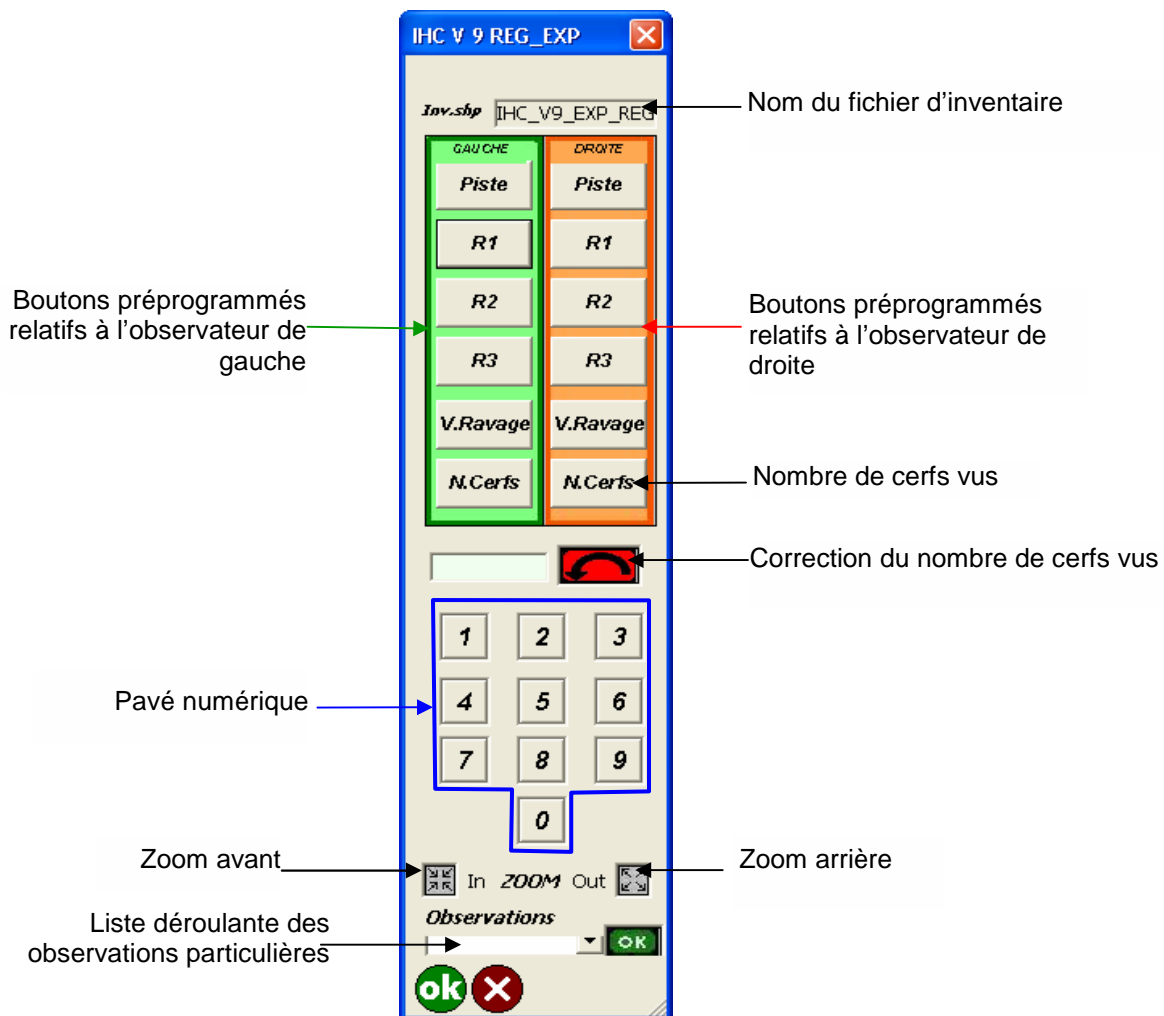 IHC V 9 REG_EXP
Inv.shp IHC_V9_EXP_REG
Nom du fichier d'inventaire
GAUCHE DROITE
Piste Piste
R1 R1
R2 R2
R3 R3
V.Ravage V.Ravage
N.Cerfs N.Cerfs
Boutons préprogrammés
relatifs à l'observateur de
gauche
Boutons préprogrammés
relatifs à l'observateur de
droite
Nombre de cerfs vus
Correction du nombre de cerfs vus
1 2 3
4 5 6
7 8 9
0
Pavé numérique
Zoom avant
In ZOOM Out
Zoom arrière
Observations
OK
Liste déroulante des
observations particulières
ok